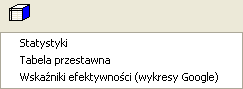 Statystyki
Tabela przestawna
Wskaźniki efektywności (wykresy Google)